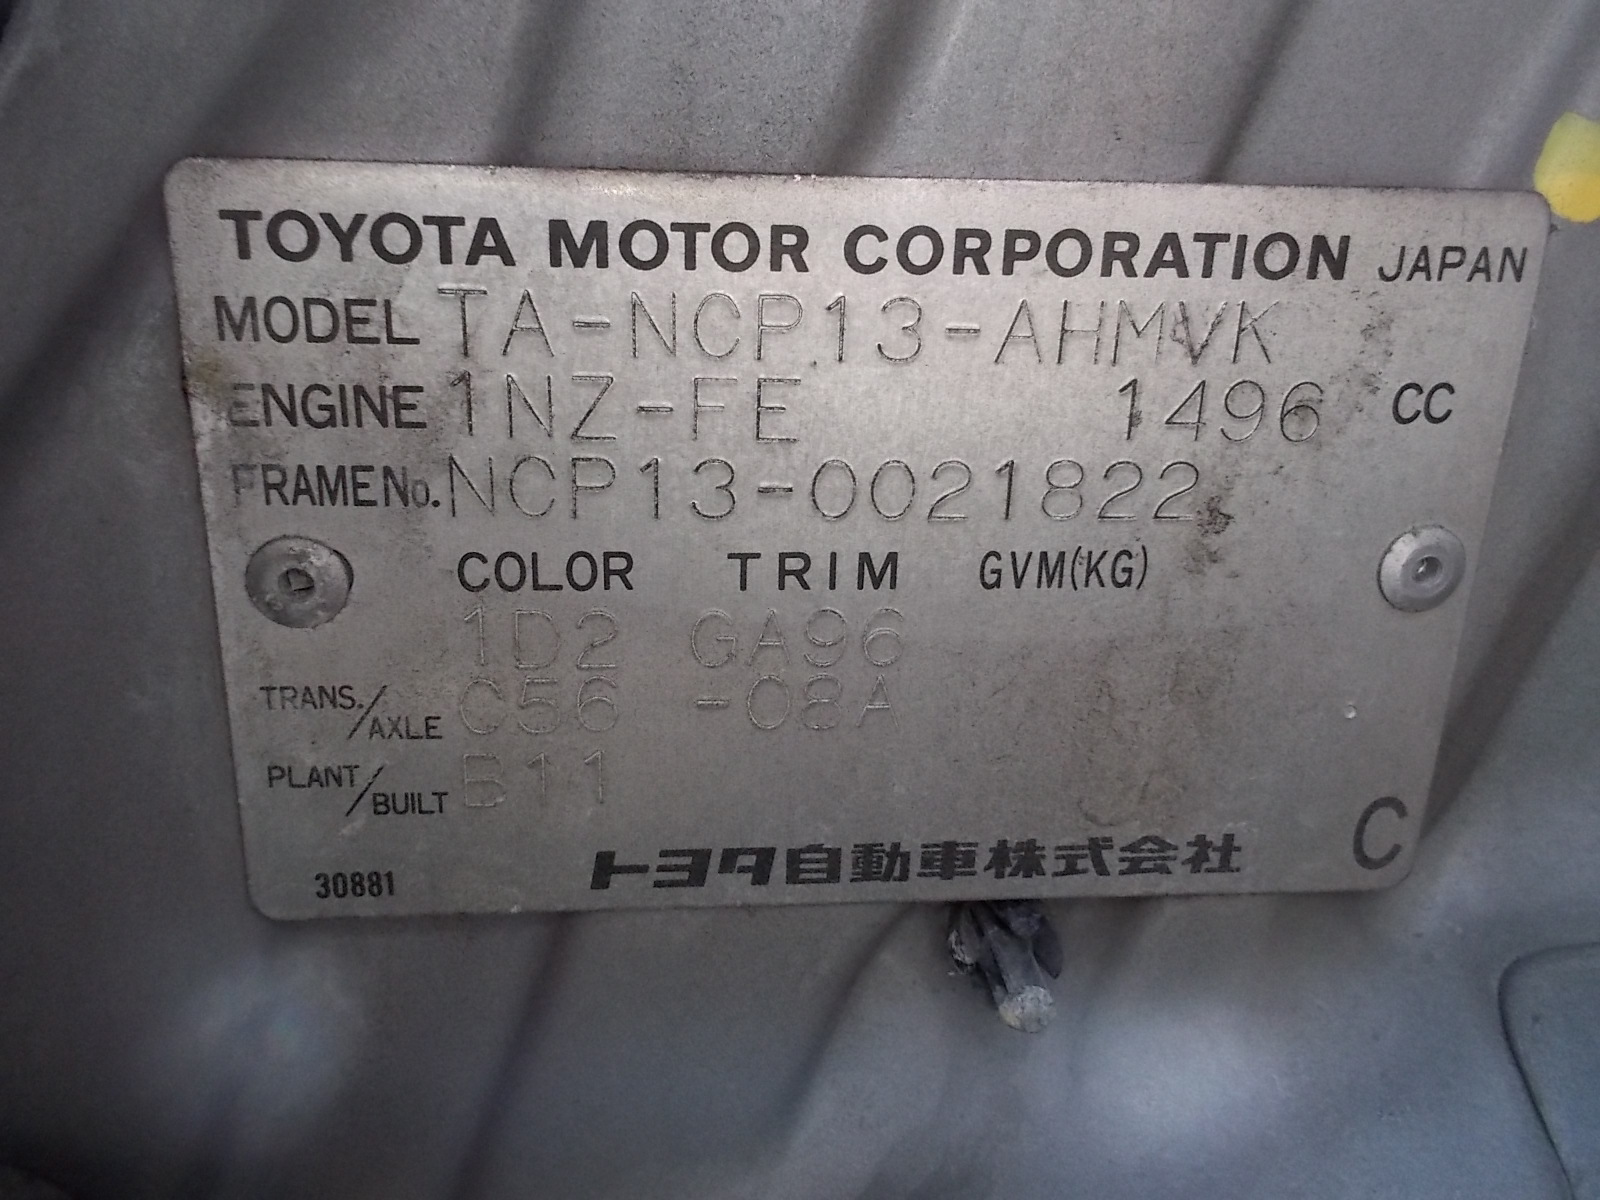 TOYOTA MOTOR CORPORATION JAPAN
MODEL TA-NCP13-AHMVK
ENGINE 1NZ-FE 1496 CC
FRAME No. NCP13-0021822
COLOR TRIM GVM(KG)
1D2 GA96
TRANS./AXLE C56 -08A
PLANT/BUILT B11
C
30881 トヨタ自動車株式会社